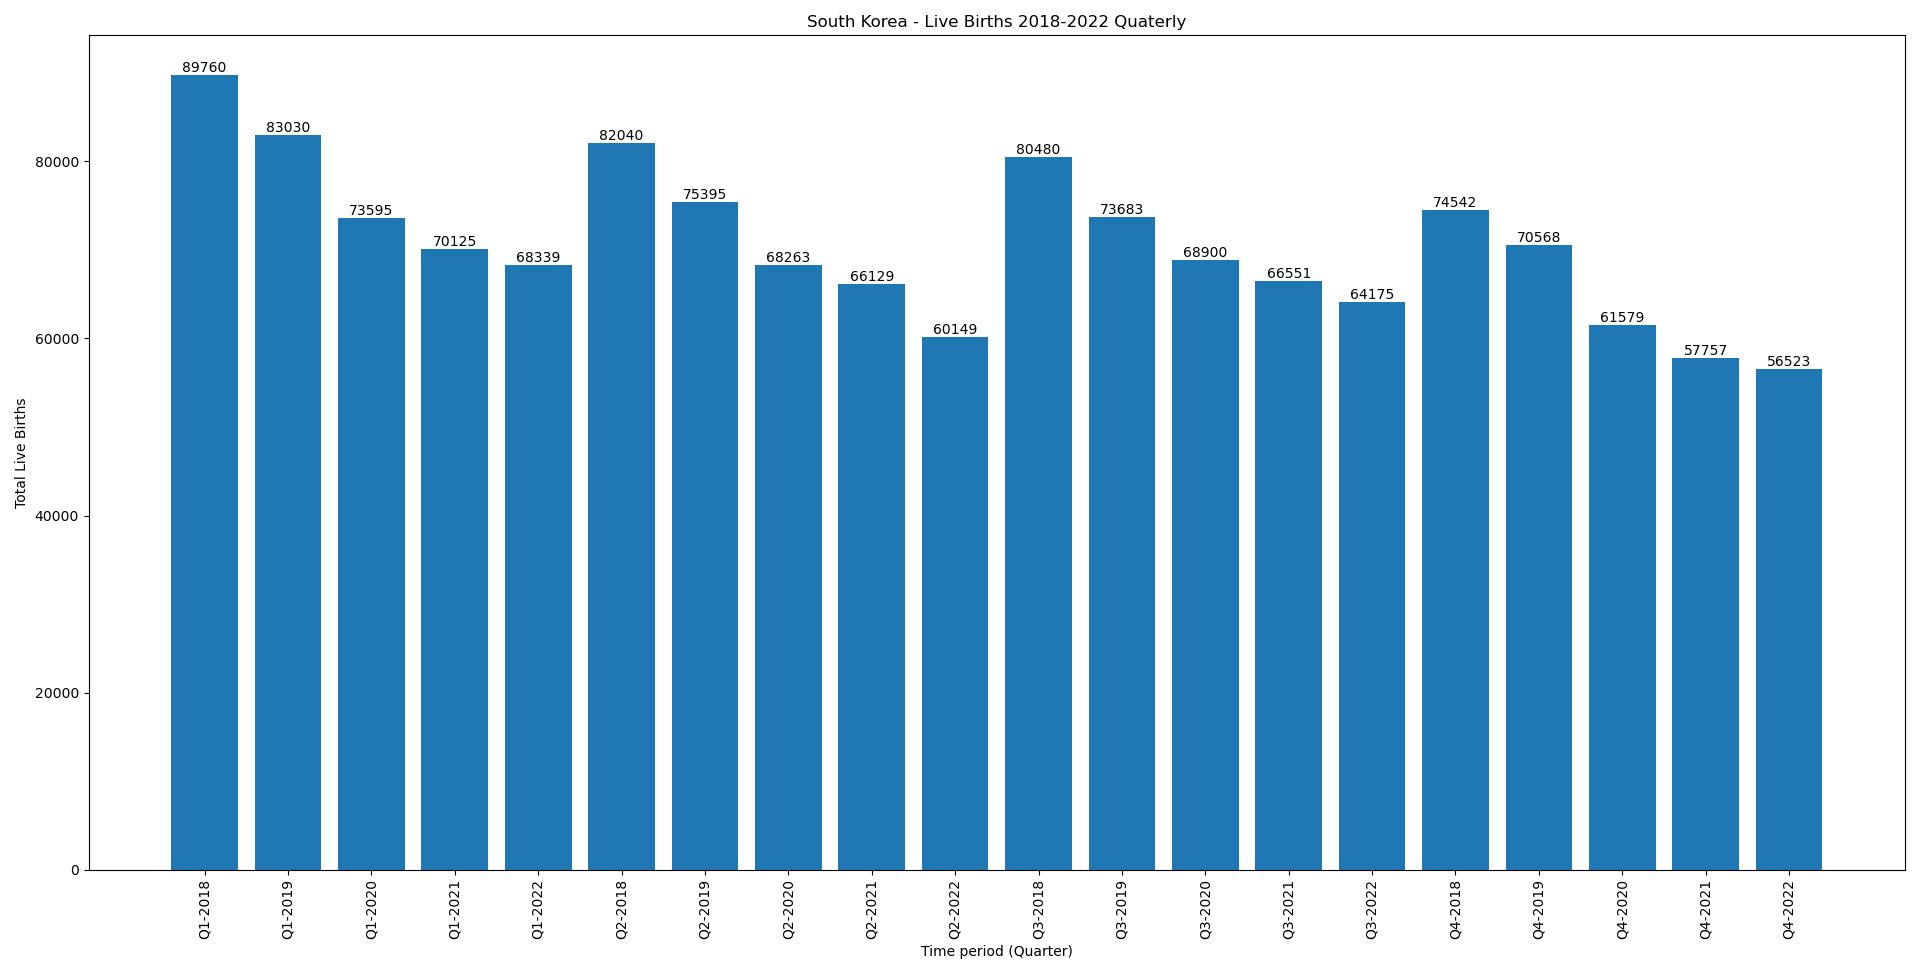 South Korea - Live Births 2018-2022 Quaterly
Total Live Births
80000
60000
40000
20000
0
89760
83030
73595
70125
68339
82040
75395
68263
66129
60149
80480
73683
68900
66551
64175
74542
70568
61579
57757
56523
Q1-2018
Q1-2019
Q1-2020
Q1-2021
Q1-2022
Q2-2018
Q2-2019
Q2-2020
Q2-2021
Q2-2022
Q3-2018
Q3-2019
Q3-2020
Q3-2021
Q3-2022
Q4-2018
Q4-2019
Q4-2020
Q4-2021
Q4-2022
Time period (Quarter)